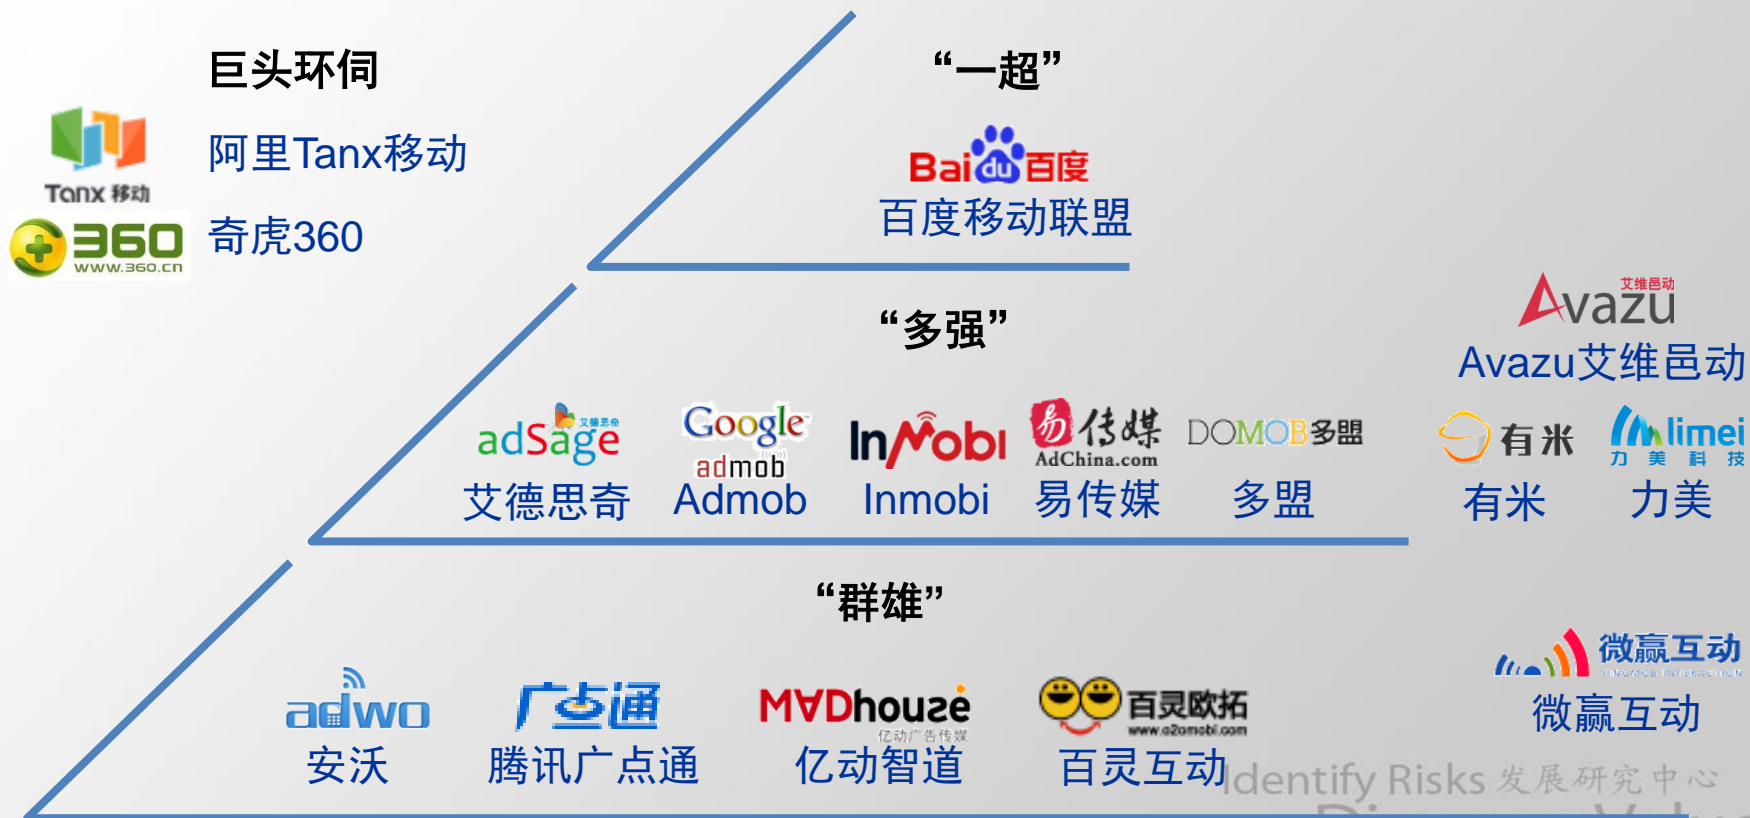 巨头环伺
Tanx 移动
阿里Tanx移动
360
www.360.cn
奇虎360
“一超”
Bai du 百度
百度移动联盟
“多强”
艾维邑动
Avazu
Avazu艾维邑动
adSage 艾德思奇
艾德思奇
Google
admob
Admob
InMobi
Inmobi
易传媒
AdChina.com
易传媒
DOMOB多盟
多盟
有米
有米
limei
力美科技
力美
“群雄”
adwo
安沃
广点通
腾讯广点通
MADhouse
亿动广告传媒
亿动智道
百灵欧拓
www.o2omobi.com
百灵互动
微赢互动
YINGMOB INTERACTION
微赢互动
Identify Risks 发展研究中心